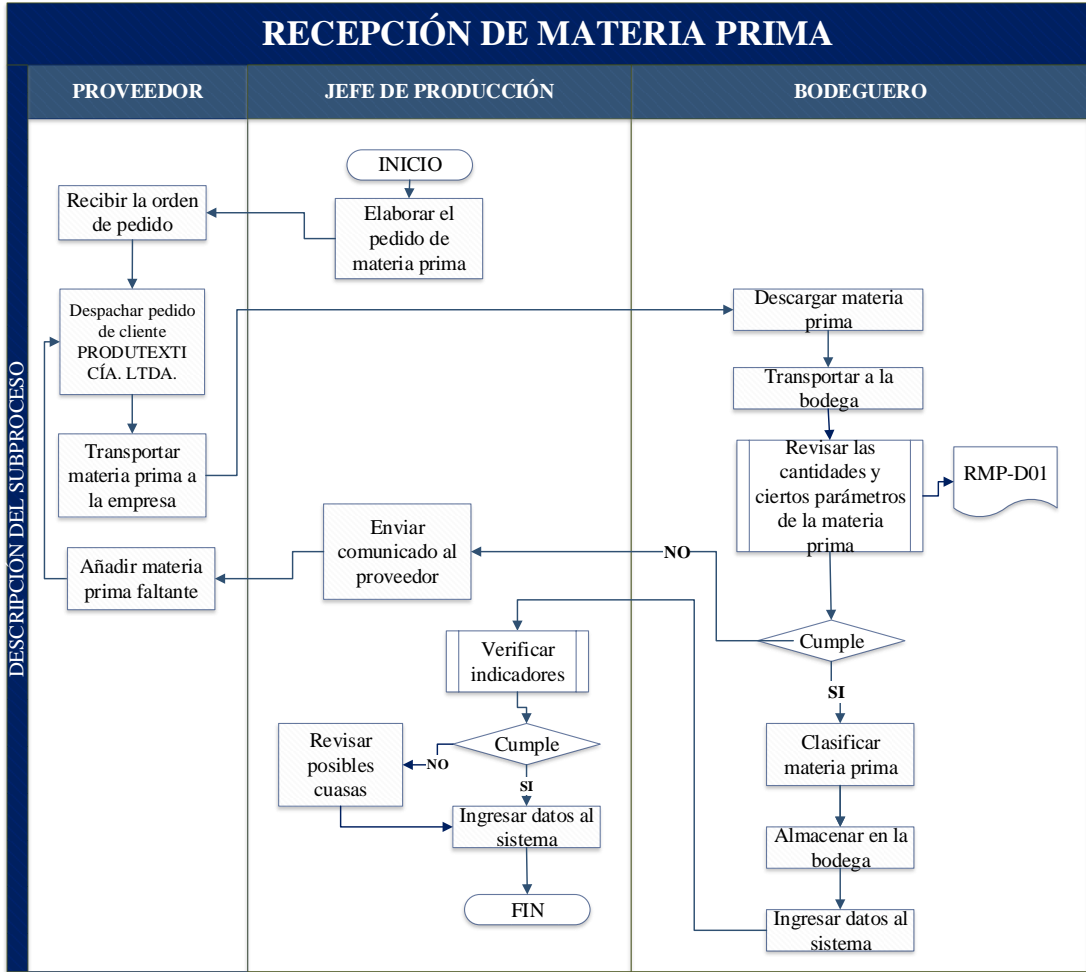 RECEPCIÓN DE MATERIA PRIMA
DESCRIPCIÓN DEL SUBPROCESO
PROVEEDOR
JEFE DE PRODUCCIÓN
BODEGUERO
INICIO
Elaborar el
pedido de
materia prima
Recibir la orden
de pedido
Despachar pedido
de cliente
PRODUTEXTI
CÍA. LTDA.
Transportar
materia prima a
la empresa
Descargar materia
prima
Transportar a la
bodega
Revisar las
cantidades y
ciertos parámetros
de la materia
prima
RMP-D01
Cumple
NO
Enviar
comunicado al
proveedor
Añadir materia
prima faltante
SI
Clasificar
materia prima
Almacenar en la
bodega
Ingresar datos al
sistema
Verificar
indicadores
Cumple
NO
Revisar
posibles
cuasas
SI
Ingresar datos al
sistema
FIN